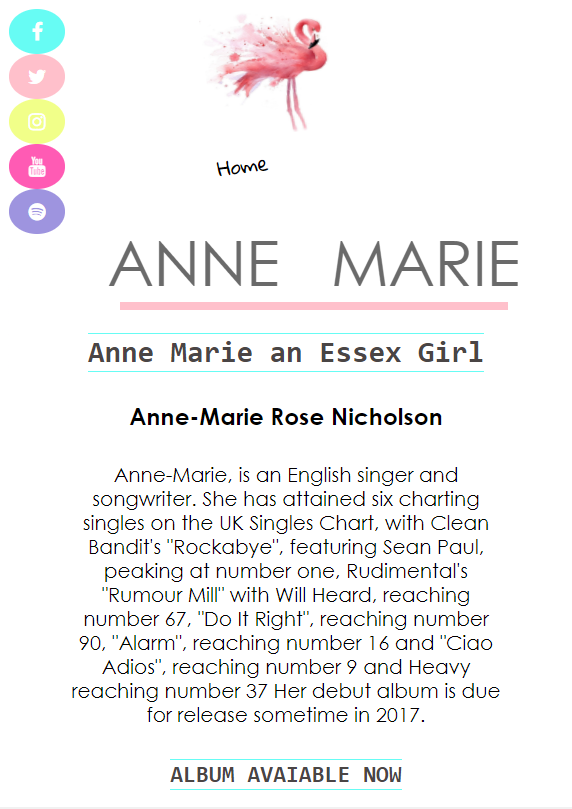 You
Tube
Home
ANNE MARIE
Anne Marie an Essex Girl
Anne-Marie Rose Nicholson
Anne-Marie, is an English singer and
songwriter. She has attained six charting
singles on the UK Singles Chart, with Clean
Bandit's "Rockabye", featuring Sean Paul,
peaking at number one, Rudimental's
"Rumour Mill" with Will Heard, reaching
number 67, "Do It Right", reaching number
90, "Alarm", reaching number 16 and "Ciao
Adios", reaching number 9 and Heavy
reaching number 37 Her debut album is due
for release sometime in 2017.
ALBUM AVAIABLE NOW